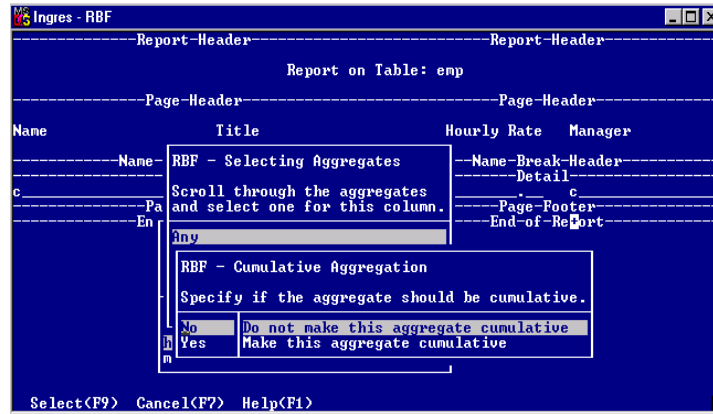 Ingres - RBF
---------------Report-Header-----------------------------Report-Header------------
Report on Table: emp
----------------Page-Header-------------------------------Page-Header-------------
Name Title Hourly Rate Manager
-------------Name- RBF - Selecting Aggregates --Name-Break-Header-----------
-------Detail---------------
c Scroll through the aggregates . c
Pa and select one for this column. -----Page-Footer-------------
En ----End-of-Report------------
Any
RBF - Cumulative Aggregation
Specify if the aggregate should be cumulative.
No Do not make this aggregate cumulative
Yes Make this aggregate cumulative
h
m
Select(F9) Cancel(F7) Help(F1)